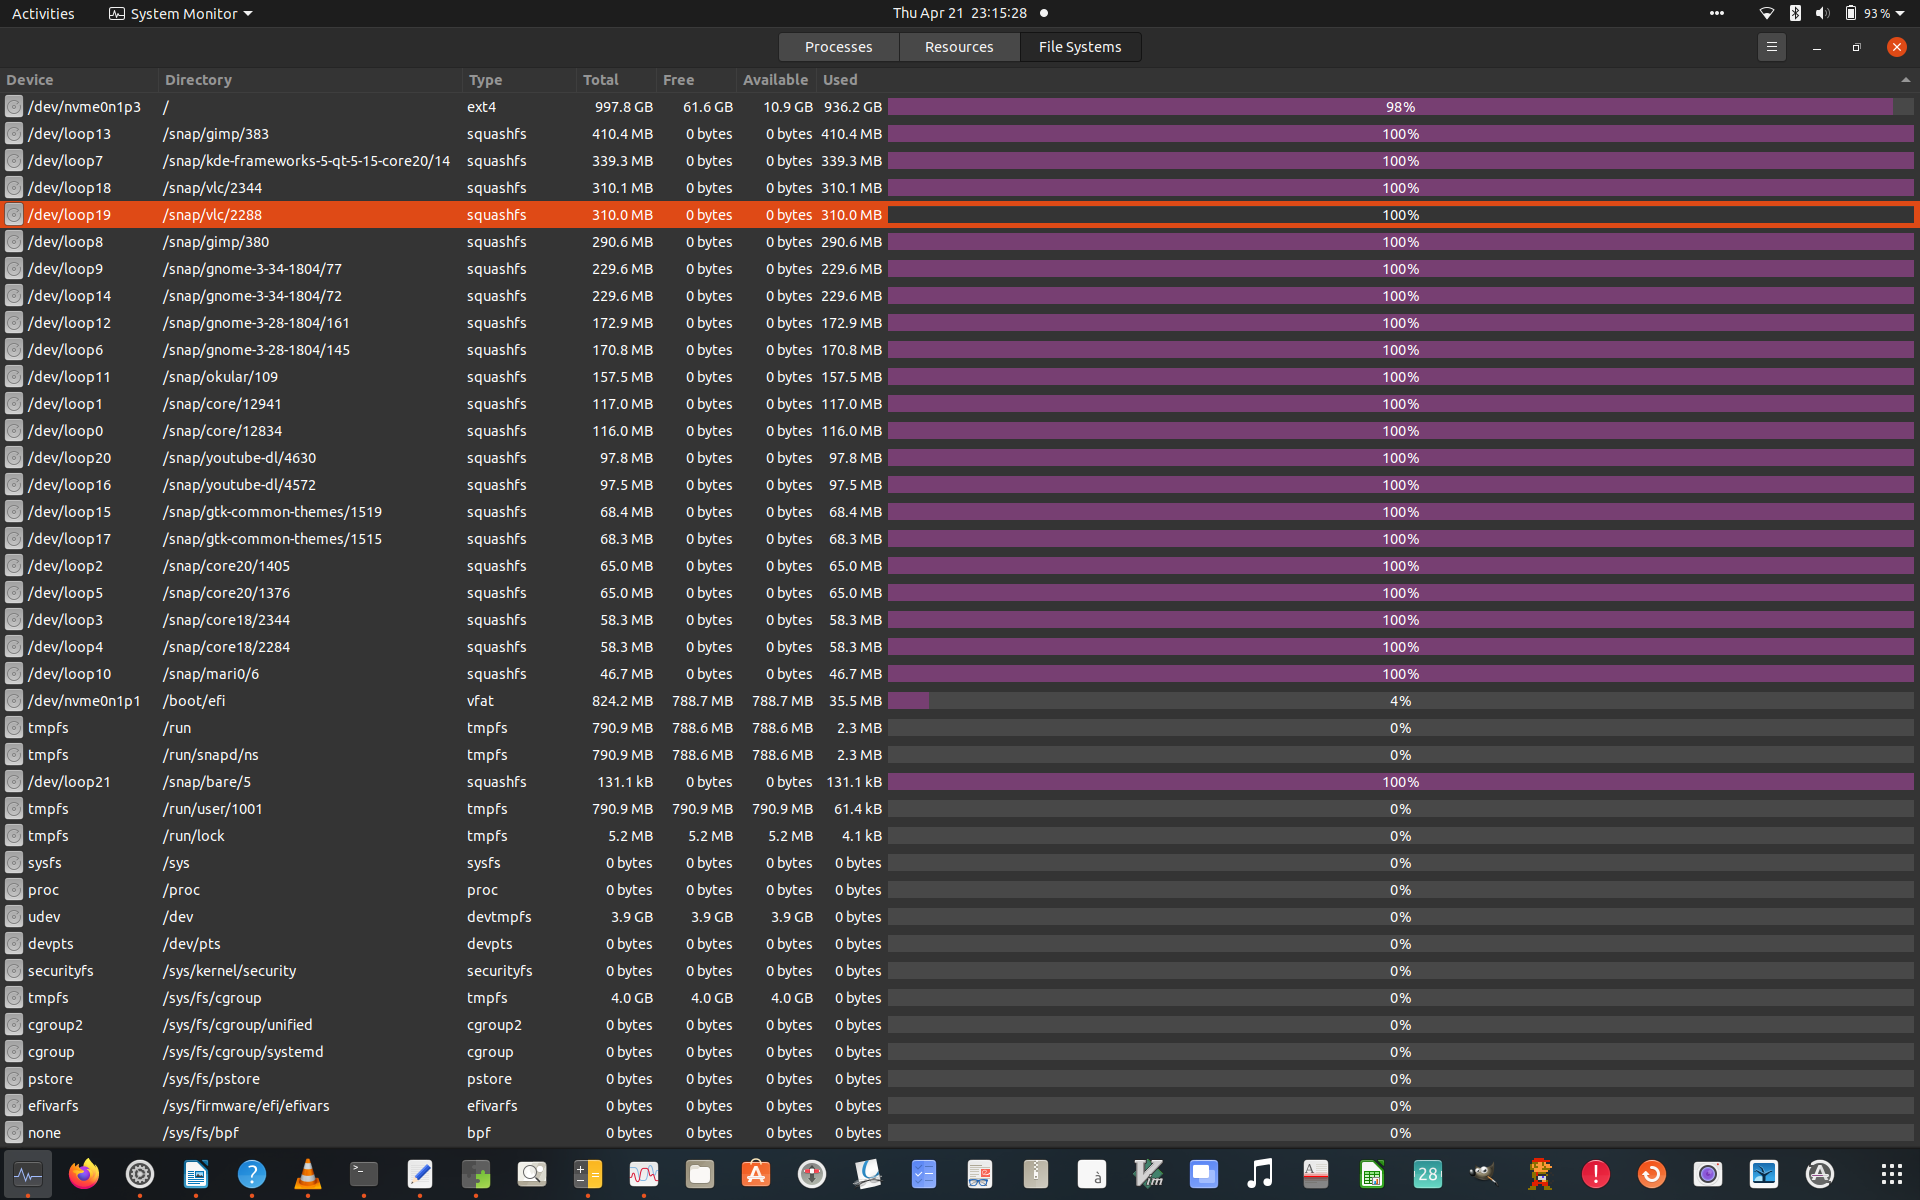 Activities System Monitor Thu Apr 21 23:15:28 93 %
Processes Resources File Systems
Device Directory Type Total Free Available Used
/dev/nvme0n1p3 / ext4 997.8 GB 61.6 GB 10.9 GB 936.2 GB 98%
/dev/loop13 /snap/gimp/383 squashfs 410.4 MB 0 bytes 0 bytes 410.4 MB 100%
/dev/loop7 /snap/kde-frameworks-5-qt-5-15-core20/14 squashfs 339.3 MB 0 bytes 0 bytes 339.3 MB 100%
/dev/loop18 /snap/vlc/2344 squashfs 310.1 MB 0 bytes 0 bytes 310.1 MB 100%
/dev/loop19 /snap/vlc/2288 squashfs 310.0 MB 0 bytes 0 bytes 310.0 MB 100%
/dev/loop8 /snap/gimp/380 squashfs 290.6 MB 0 bytes 0 bytes 290.6 MB 100%
/dev/loop9 /snap/gnome-3-34-1804/77 squashfs 229.6 MB 0 bytes 0 bytes 229.6 MB 100%
/dev/loop14 /snap/gnome-3-34-1804/72 squashfs 229.6 MB 0 bytes 0 bytes 229.6 MB 100%
/dev/loop12 /snap/gnome-3-28-1804/161 squashfs 172.9 MB 0 bytes 0 bytes 172.9 MB 100%
/dev/loop6 /snap/gnome-3-28-1804/145 squashfs 170.8 MB 0 bytes 0 bytes 170.8 MB 100%
/dev/loop11 /snap/okular/109 squashfs 157.5 MB 0 bytes 0 bytes 157.5 MB 100%
/dev/loop1 /snap/core/12941 squashfs 117.0 MB 0 bytes 0 bytes 117.0 MB 100%
/dev/loop0 /snap/core/12834 squashfs 116.0 MB 0 bytes 0 bytes 116.0 MB 100%
/dev/loop20 /snap/youtube-dl/4630 squashfs 97.8 MB 0 bytes 0 bytes 97.8 MB 100%
/dev/loop16 /snap/youtube-dl/4572 squashfs 97.5 MB 0 bytes 0 bytes 97.5 MB 100%
/dev/loop15 /snap/gtk-common-themes/1519 squashfs 68.4 MB 0 bytes 0 bytes 68.4 MB 100%
/dev/loop17 /snap/gtk-common-themes/1515 squashfs 68.3 MB 0 bytes 0 bytes 68.3 MB 100%
/dev/loop2 /snap/core20/1405 squashfs 65.0 MB 0 bytes 0 bytes 65.0 MB 100%
/dev/loop5 /snap/core20/1376 squashfs 65.0 MB 0 bytes 0 bytes 65.0 MB 100%
/dev/loop3 /snap/core18/2344 squashfs 58.3 MB 0 bytes 0 bytes 58.3 MB 100%
/dev/loop4 /snap/core18/2284 squashfs 58.3 MB 0 bytes 0 bytes 58.3 MB 100%
/dev/loop10 /snap/mari0/6 squashfs 46.7 MB 0 bytes 0 bytes 46.7 MB 100%
/dev/nvme0n1p1 /boot/efi vfat 824.2 MB 788.7 MB 788.7 MB 35.5 MB 4%
tmpfs /run tmpfs 790.9 MB 788.6 MB 788.6 MB 2.3 MB 0%
tmpfs /run/snapd/ns tmpfs 790.9 MB 788.6 MB 788.6 MB 2.3 MB 0%
/dev/loop21 /snap/bare/5 squashfs 131.1 kB 0 bytes 0 bytes 131.1 kB 100%
tmpfs /run/user/1001 tmpfs 790.9 MB 790.9 MB 790.9 MB 61.4 kB 0%
tmpfs /run/lock tmpfs 5.2 MB 5.2 MB 5.2 MB 4.1 kB 0%
sysfs /sys sysfs 0 bytes 0 bytes 0 bytes 0 bytes 0%
proc /proc proc 0 bytes 0 bytes 0 bytes 0 bytes 0%
udev /dev devtmpfs 3.9 GB 3.9 GB 3.9 GB 0 bytes 0%
devpts /dev/pts devpts 0 bytes 0 bytes 0 bytes 0 bytes 0%
securityfs /sys/kernel/security securityfs 0 bytes 0 bytes 0 bytes 0 bytes 0%
tmpfs /sys/fs/cgroup tmpfs 4.0 GB 4.0 GB 4.0 GB 0 bytes 0%
cgroup2 /sys/fs/cgroup/unified cgroup2 0 bytes 0 bytes 0 bytes 0 bytes 0%
cgroup /sys/fs/cgroup/systemd cgroup 0 bytes 0 bytes 0 bytes 0 bytes 0%
pstore /sys/fs/pstore pstore 0 bytes 0 bytes 0 bytes 0 bytes 0%
efivarfs /sys/firmware/efi/efivars efivarfs 0 bytes 0 bytes 0 bytes 0 bytes 0%
none /sys/fs/bpf bpf 0 bytes 0 bytes 0 bytes 0 bytes 0%
à Vim 28